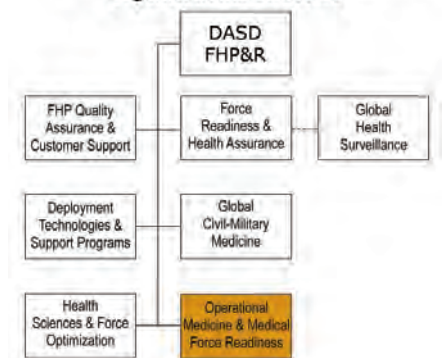 DASD
FHP&R
FHP Quality
Assurance &
Customer Support
Force
Readiness &
Health Assurance
Global
Health
Surveillance
Deployment
Technologies &
Support Programs
Global
Civil-Military
Medicine
Health
Sciences & Force
Optimization
Operational
Medicine & Medical
Force Readiness